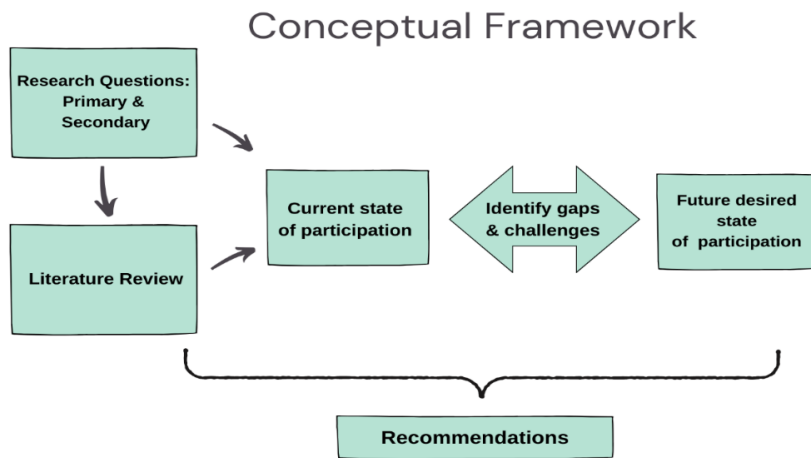 Conceptual Framework
Research Questions:
Primary &
Secondary
Literature Review
Current state
of participation
Identify gaps
& challenges
Future desired
state
of participation
Recommendations